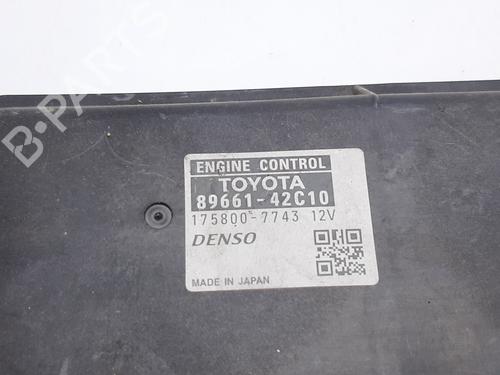 B-PARTS
ENGINE CONTROL
TOYOTA
89661-42C10
175800-7743 12V
DENSO
MADE IN JAPAN